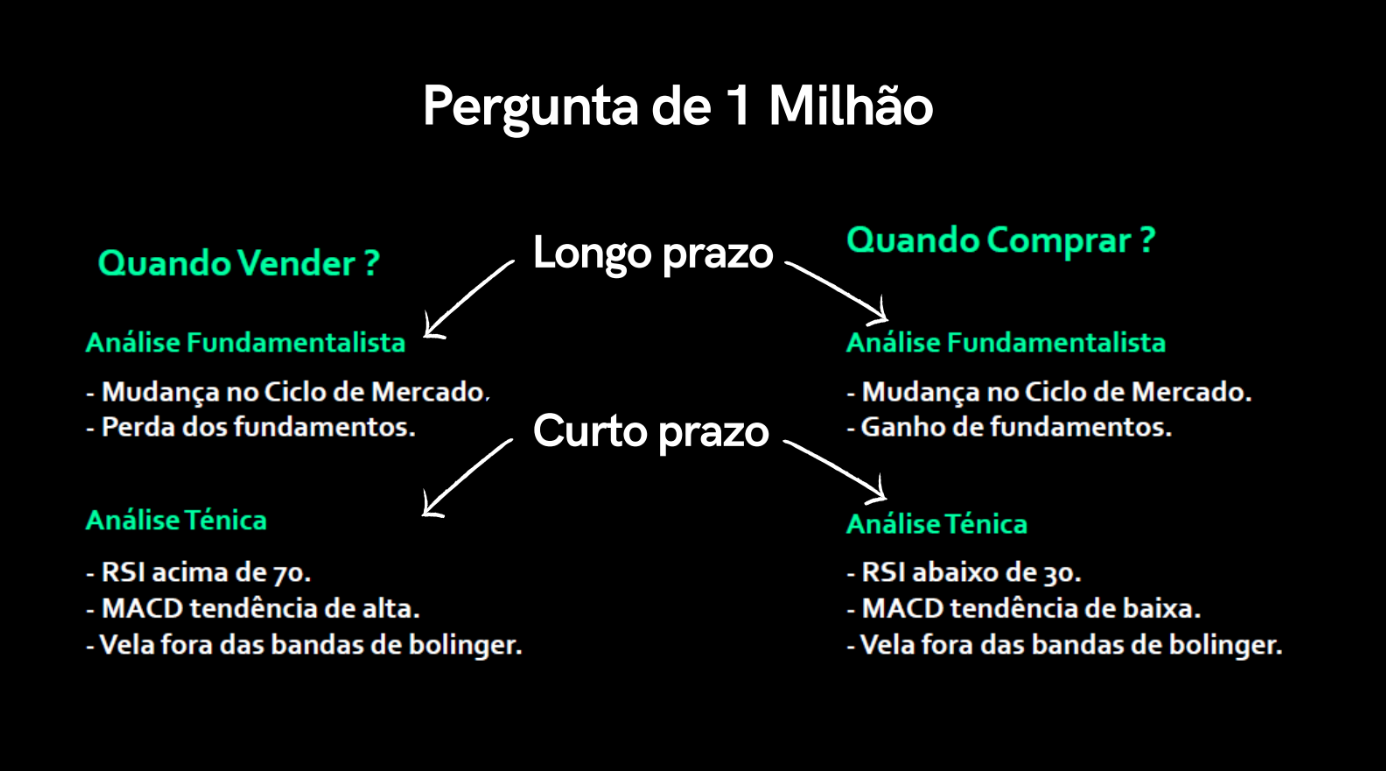 Pergunta de 1 Milhão
Quando Vender ?
Longo prazo
Quando Comprar ?
Análise Fundamentalista
- Mudança no Ciclo de Mercado.
- Perda dos fundamentos.
Análise Fundamentalista
- Mudança no Ciclo de Mercado.
- Ganho de fundamentos.
Curto prazo
Análise Ténica
- RSI acima de 70.
- MACD tendência de alta.
- Vela fora das bandas de bolinger.
Análise Ténica
- RSI abaixo de 30.
- MACD tendência de baixa.
- Vela fora das bandas de bolinger.